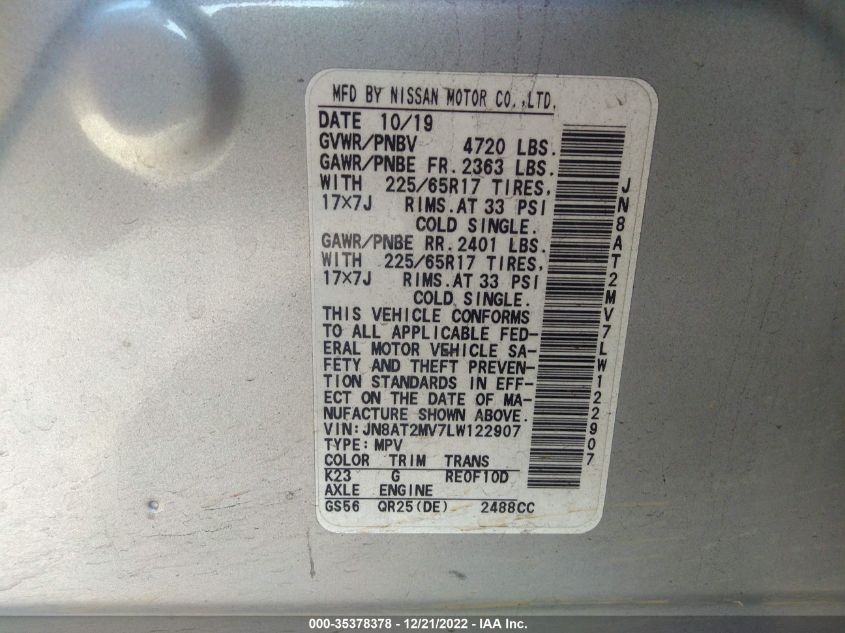 MFD BY NISSAN MOTOR CO.,LTD.
DATE 10/19
GVWR/PNBV 4720 LBS.
GAWR/PNBE FR. 2363 LBS.
WITH 225/65R17 TIRES,
17×7J RIMS. AT 33 PSI
COLD SINGLE.
GAWR/PNBE RR. 2401 LBS.
WITH 225/65R17 TIRES,
17×7J RIMS. AT 33 PSI
COLD SINGLE.
THIS VEHICLE CONFORMS
TO ALL APPLICABLE FED-
ERAL MOTOR VEHICLE SA-
FETY AND THEFT PREVEN-
TION STANDARDS IN EFF-
ECT ON THE DATE OF MA-
NUFACTURE SHOWN ABOVE.
VIN:JN8AT2MV7LW122907
TYPE:MPV
COLOR TRIM TRANS
K23 G RE0F10D
AXLE ENGINE
GS56 QR25(DE) 2488CC
JN8AT2MV7LW122907
000-35378378 - 12/21/2022 - IAA Inc.